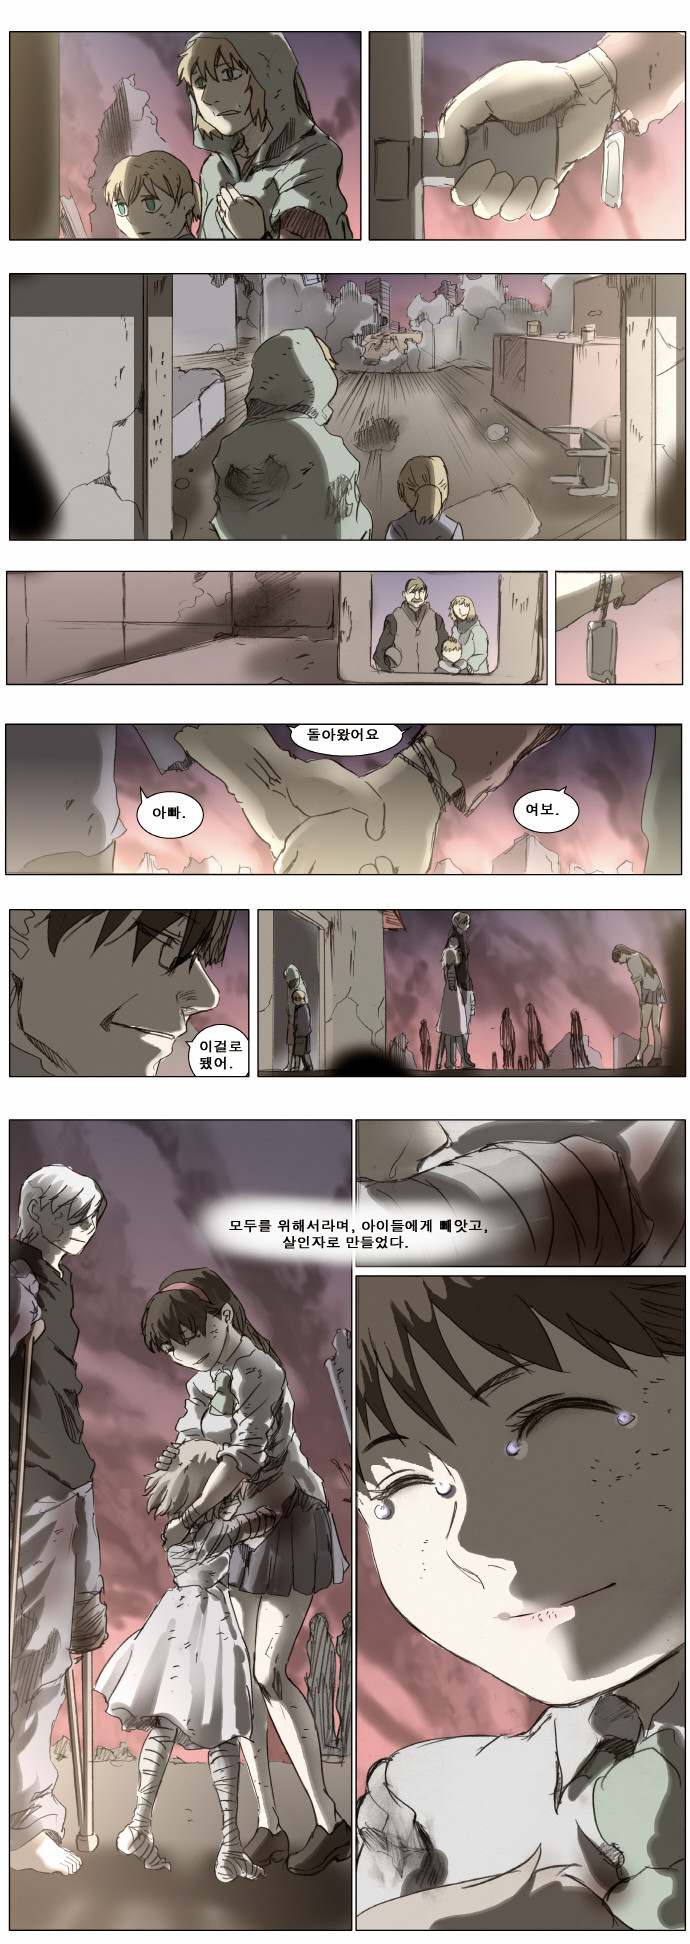 돌아왔어요
아빠.
여보.
이걸로
됐어.
모두를 위해서라며, 아이들에게 빼앗고,
살인자로 만들었다.